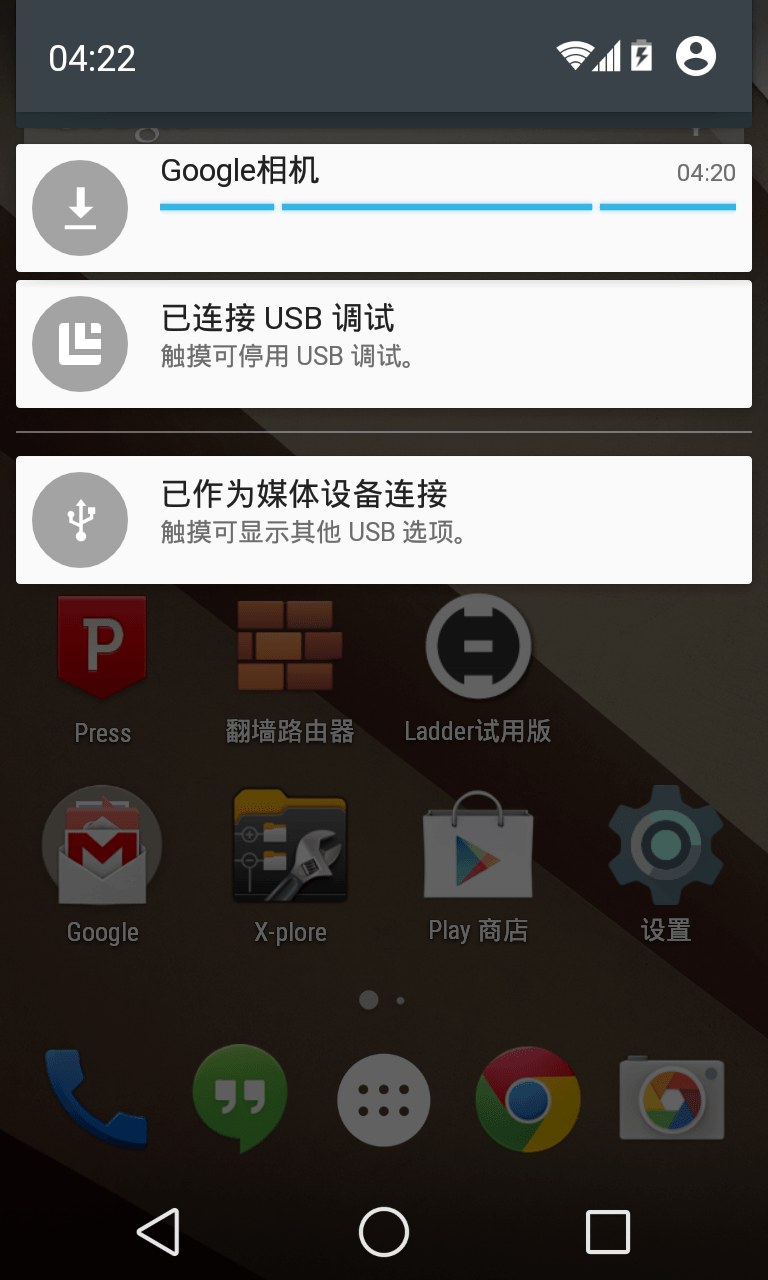 04:22
Google相机
04:20
已连接 USB 调试
触摸可停用 USB 调试。
已作为媒体设备连接
触摸可显示其他 USB 选项。
P
Press
翻墙路由器
Ladder试用版
Google
X-plore
Play 商店
设置